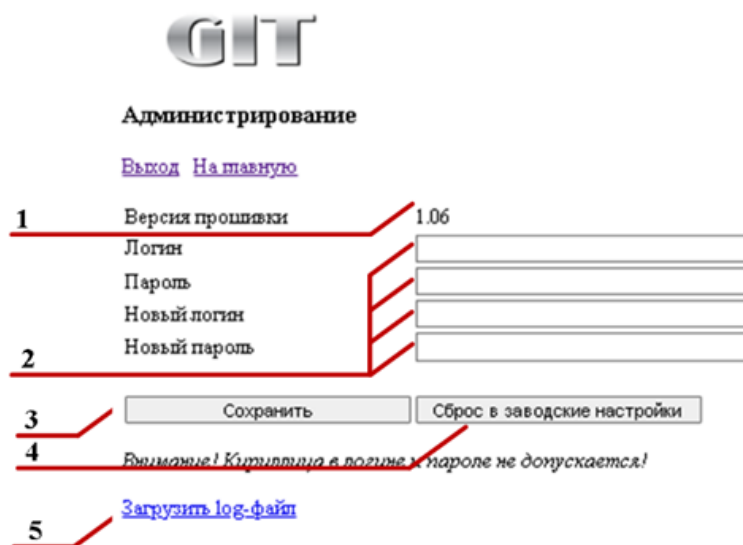 GIT
Администрирование
Выход На главную
1 Версия прошивки 1.06
Логин
Пароль
Новый логин
Новый пароль
2
3 Сохранить Сброс в заводские настройки
4 Внимание! Кириллица в логине и пароле не допускается!
Загрузить log-файл
5